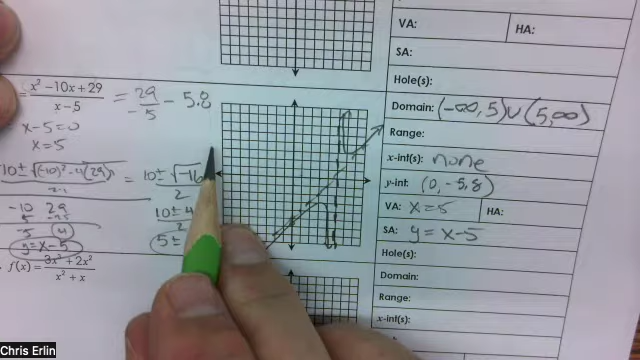 VA: HA:
SA:
Hole(s):
x² - 10x + 29 / x - 5 = 29 / -5 - 5.8
x - 5 = 0
x = 5
10 ± √(-10)² - 4(29) = 10 ± √-16 / 2
10 ± 4
5 ±
-10 29
-5 4
y = x - 5
Domain: (-∞, 5) ∪ (5, ∞)
Range:
x-int(s): none
y-int: (0, -5.8)
VA: x = 5 HA:
SA: y = x - 5
Hole(s):
f(x) = 3x³ + 2x² / x² + x
Domain:
Range:
x-int(s):
Chris Erlin